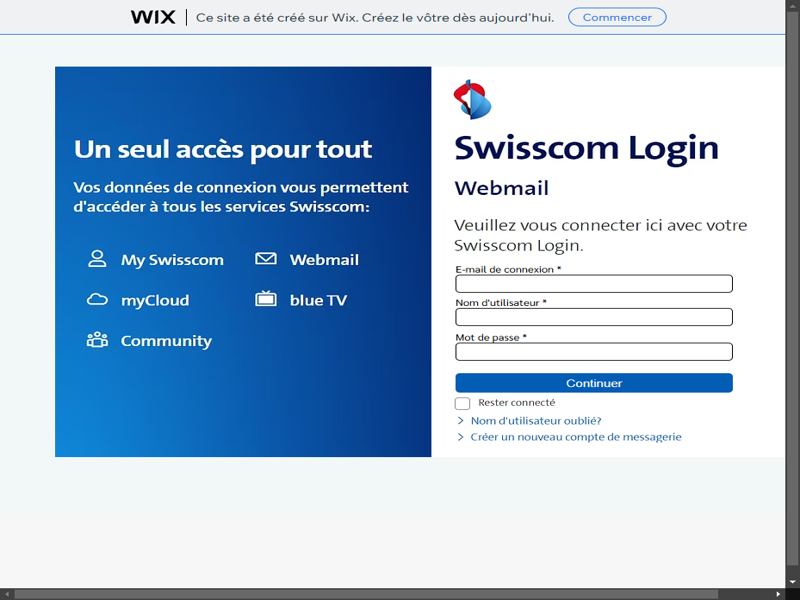 WIX
Ce site a été créé sur Wix. Créez le vôtre dès aujourd'hui.
Commencer
Un seul accès pour tout
Vos données de connexion vous permettent
d'accéder à tous les services Swisscom:
My Swisscom
Webmail
myCloud
blue TV
Community
Swisscom Login
Webmail
Veuillez vous connecter ici avec votre
Swisscom Login.
E-mail de connexion *
Nom d'utilisateur *
Mot de passe *
Continuer
Rester connecté
> Nom d'utilisateur oublié?
> Créer un nouveau compte de messagerie